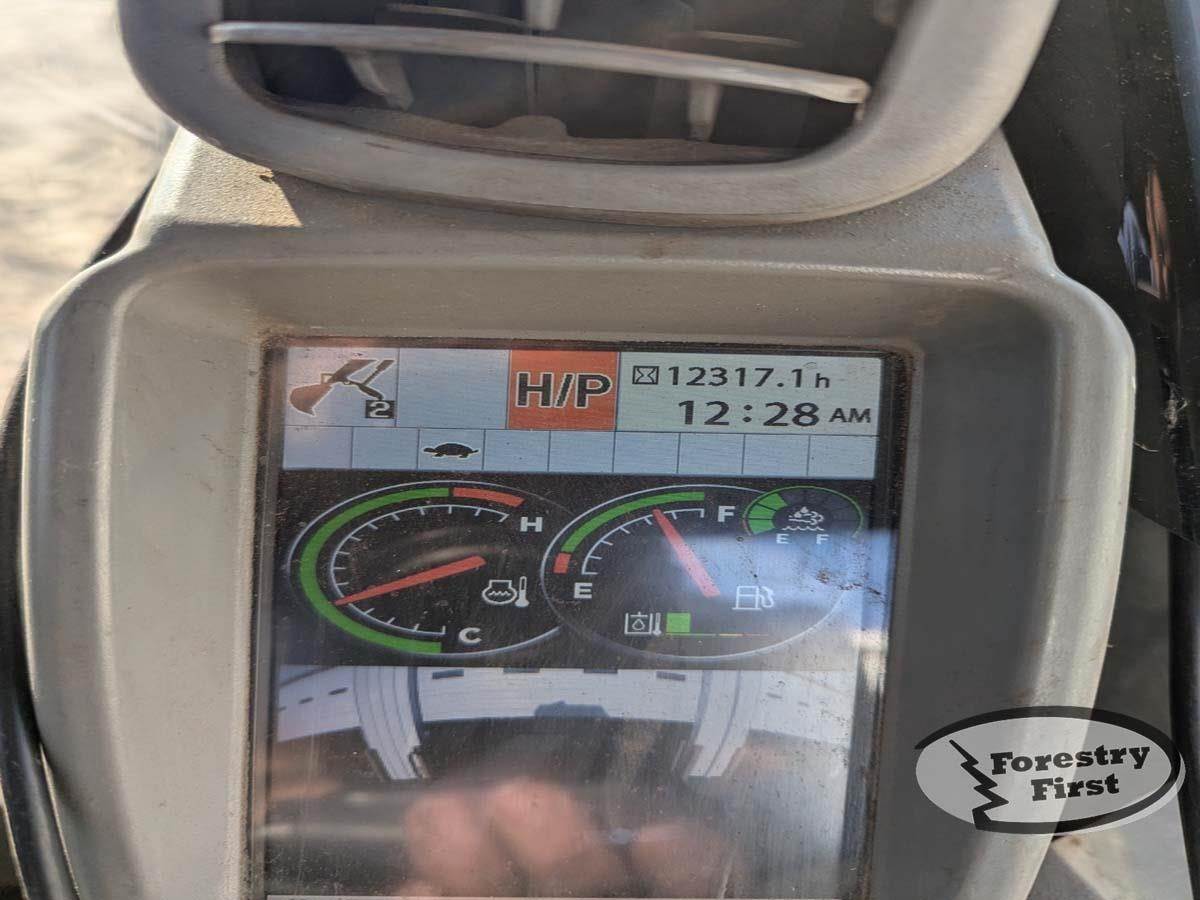 2
H/P
12317.1 h
12:28 AM
H
C
E
F
E F
Forestry
First